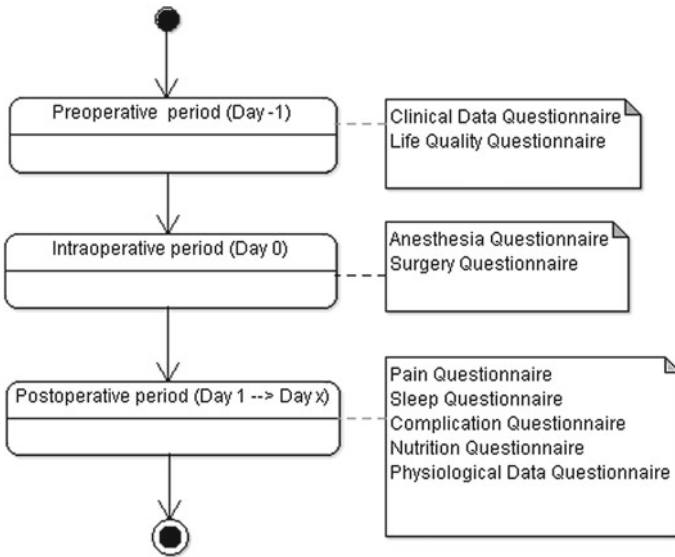 Preoperative period (Day -1)
Clinical Data Questionnaire
Life Quality Questionnaire
Intraoperative period (Day 0)
Anesthesia Questionnaire
Surgery Questionnaire
Postoperative period (Day 1 --> Day x)
Pain Questionnaire
Sleep Questionnaire
Complication Questionnaire
Nutrition Questionnaire
Physiological Data Questionnaire